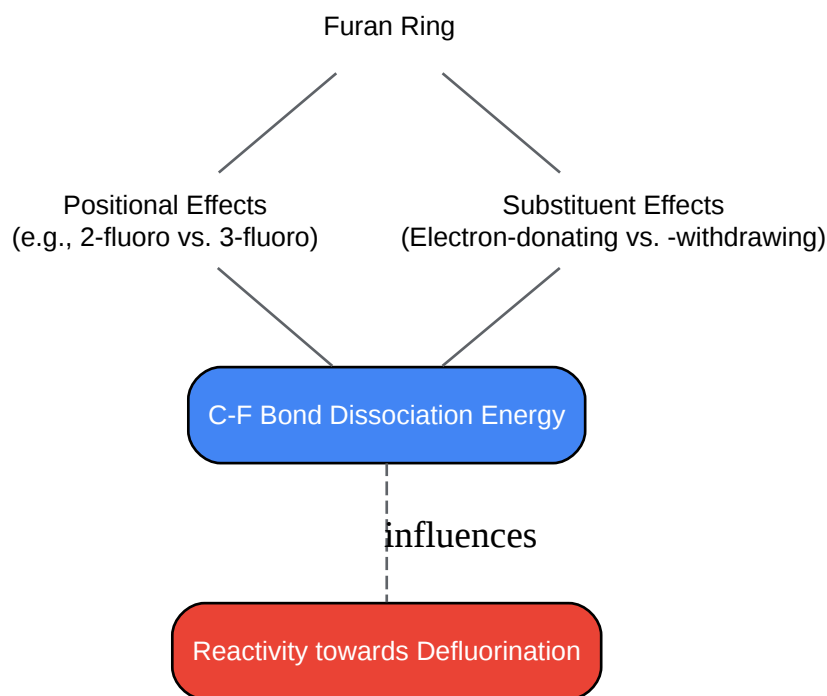 Furan Ring
Positional Effects
(e.g., 2-fluoro vs. 3-fluoro)
Substituent Effects
(Electron-donating vs. -withdrawing)
C-F Bond Dissociation Energy
influences
Reactivity towards Defluorination